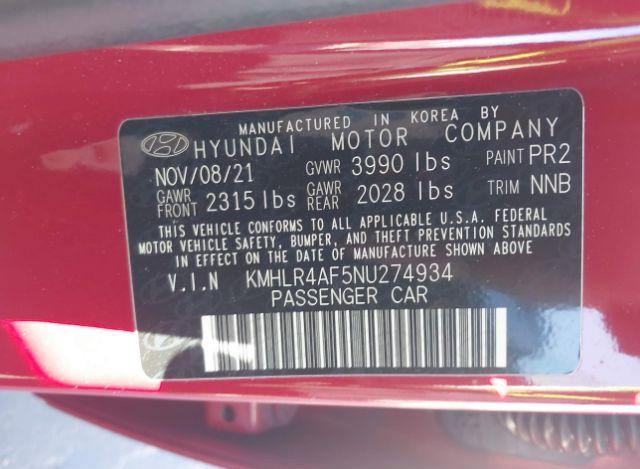 MANUFACTURED IN KOREA BY
HYUNDAI MOTOR COMPANY
NOV/08/21 GVWR 3990 lbs PAINT PR2
GAWR FRONT 2315 lbs GAWR REAR 2028 lbs TRIM NNB
THIS VEHICLE CONFORMS TO ALL APPLICABLE U.S.A. FEDERAL
MOTOR VEHICLE SAFETY, BUMPER, AND THEFT PREVENTION STANDARDS
IN EFFECT ON THE DATE OF MANUFACTURE SHOWN ABOVE
V.I.N KMHLR4AF5NU274934
PASSENGER CAR